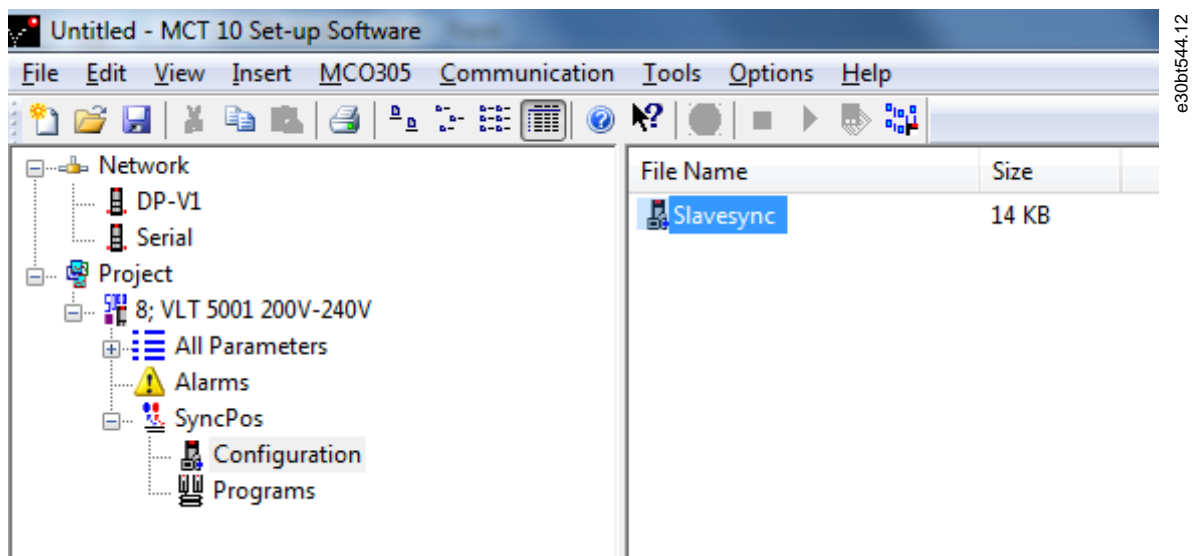 Untitled - MCT 10 Set-up Software
File Edit View Insert MCO305 Communication Tools Options Help
Network
DP-V1
Serial
Project
8; VLT 5001 200V-240V
All Parameters
Alarms
SyncPos
Configuration
Programs
File Name Size
Slavesync 14 KB
e30bt544.12